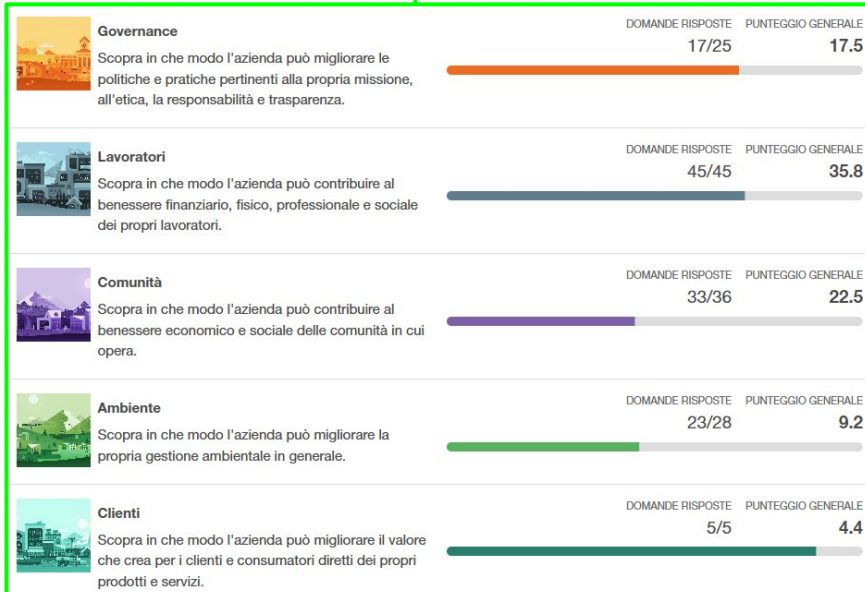 Governance
DOMANDE RISPOSTE PUNTEGGIO GENERALE
17/25 17.5
Scopra in che modo l'azienda può migliorare le
politiche e pratiche pertinenti alla propria missione,
all'etica, la responsabilità e trasparenza.
Lavoratori
DOMANDE RISPOSTE PUNTEGGIO GENERALE
45/45 35.8
Scopra in che modo l'azienda può contribuire al
benessere finanziario, fisico, professionale e sociale
dei propri lavoratori.
Comunità
DOMANDE RISPOSTE PUNTEGGIO GENERALE
33/36 22.5
Scopra in che modo l'azienda può contribuire al
benessere economico e sociale delle comunità in cui
opera.
Ambiente
DOMANDE RISPOSTE PUNTEGGIO GENERALE
23/28 9.2
Scopra in che modo l'azienda può migliorare la
propria gestione ambientale in generale.
Clienti
DOMANDE RISPOSTE PUNTEGGIO GENERALE
5/5 4.4
Scopra in che modo l'azienda può migliorare il valore
che crea per i clienti e consumatori diretti dei propri
prodotti e servizi.